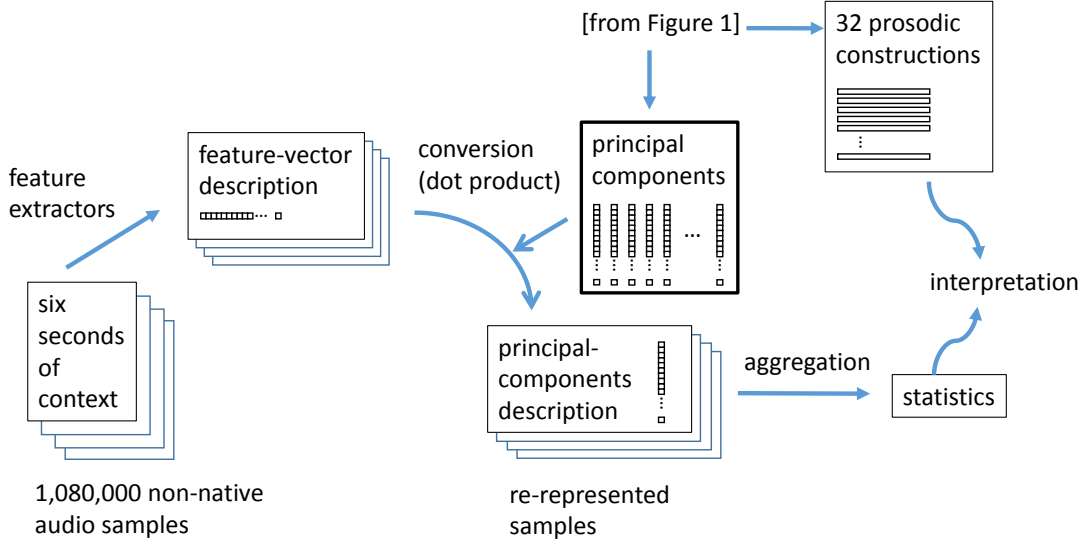 [from Figure 1]
32 prosodic
constructions
feature-vector
description
conversion
(dot product)
principal
components
feature
extractors
six
seconds
of
context
interpretation
principal-
components
description
aggregation
statistics
1,080,000 non-native
audio samples
re-represented
samples